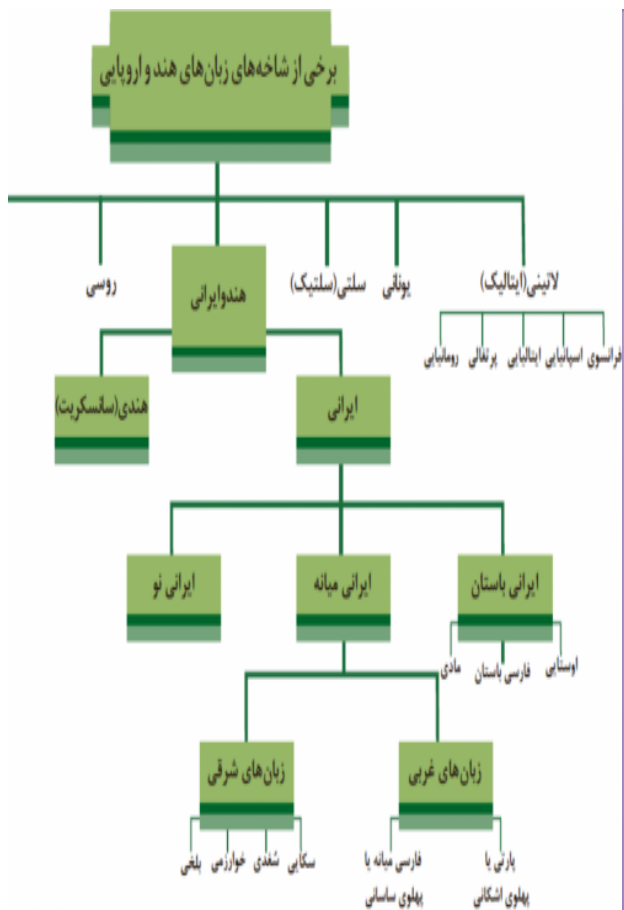 برخی از شاخه‌های زبان‌های هند و اروپایی
لاتینی(ایتالیک)
یونانی
سلتی(سلتیک)
هندوایرانی
روسی
فرانسوی
اسپانیایی
ایتالیایی
پرتغالی
رومانیایی
ایرانی
هندی(سانسکریت)
ایرانی باستان
ایرانی میانه
ایرانی نو
اوستایی
فارسی باستان
مادی
زبان‌های غربی
زبان‌های شرقی
پارتی یا
پهلوی اشکانی
فارسی میانه یا
پهلوی ساسانی
سکایی
سُغدی
خوارزمی
بلخی